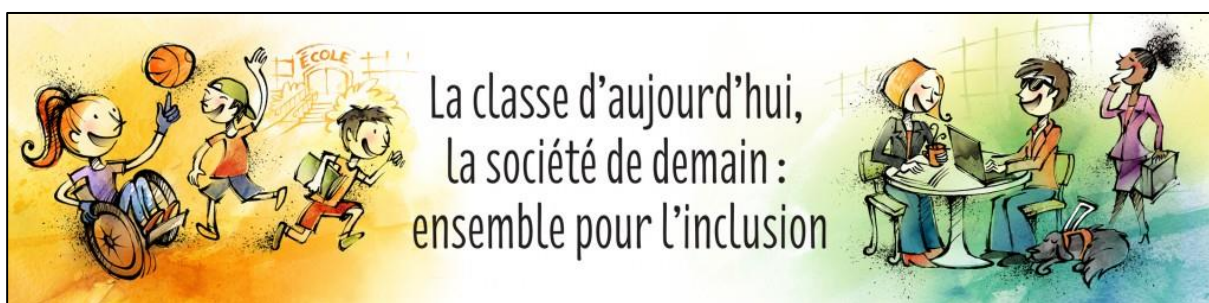 ÉCOLE
La classe d'aujourd'hui,
la société de demain :
ensemble pour l'inclusion